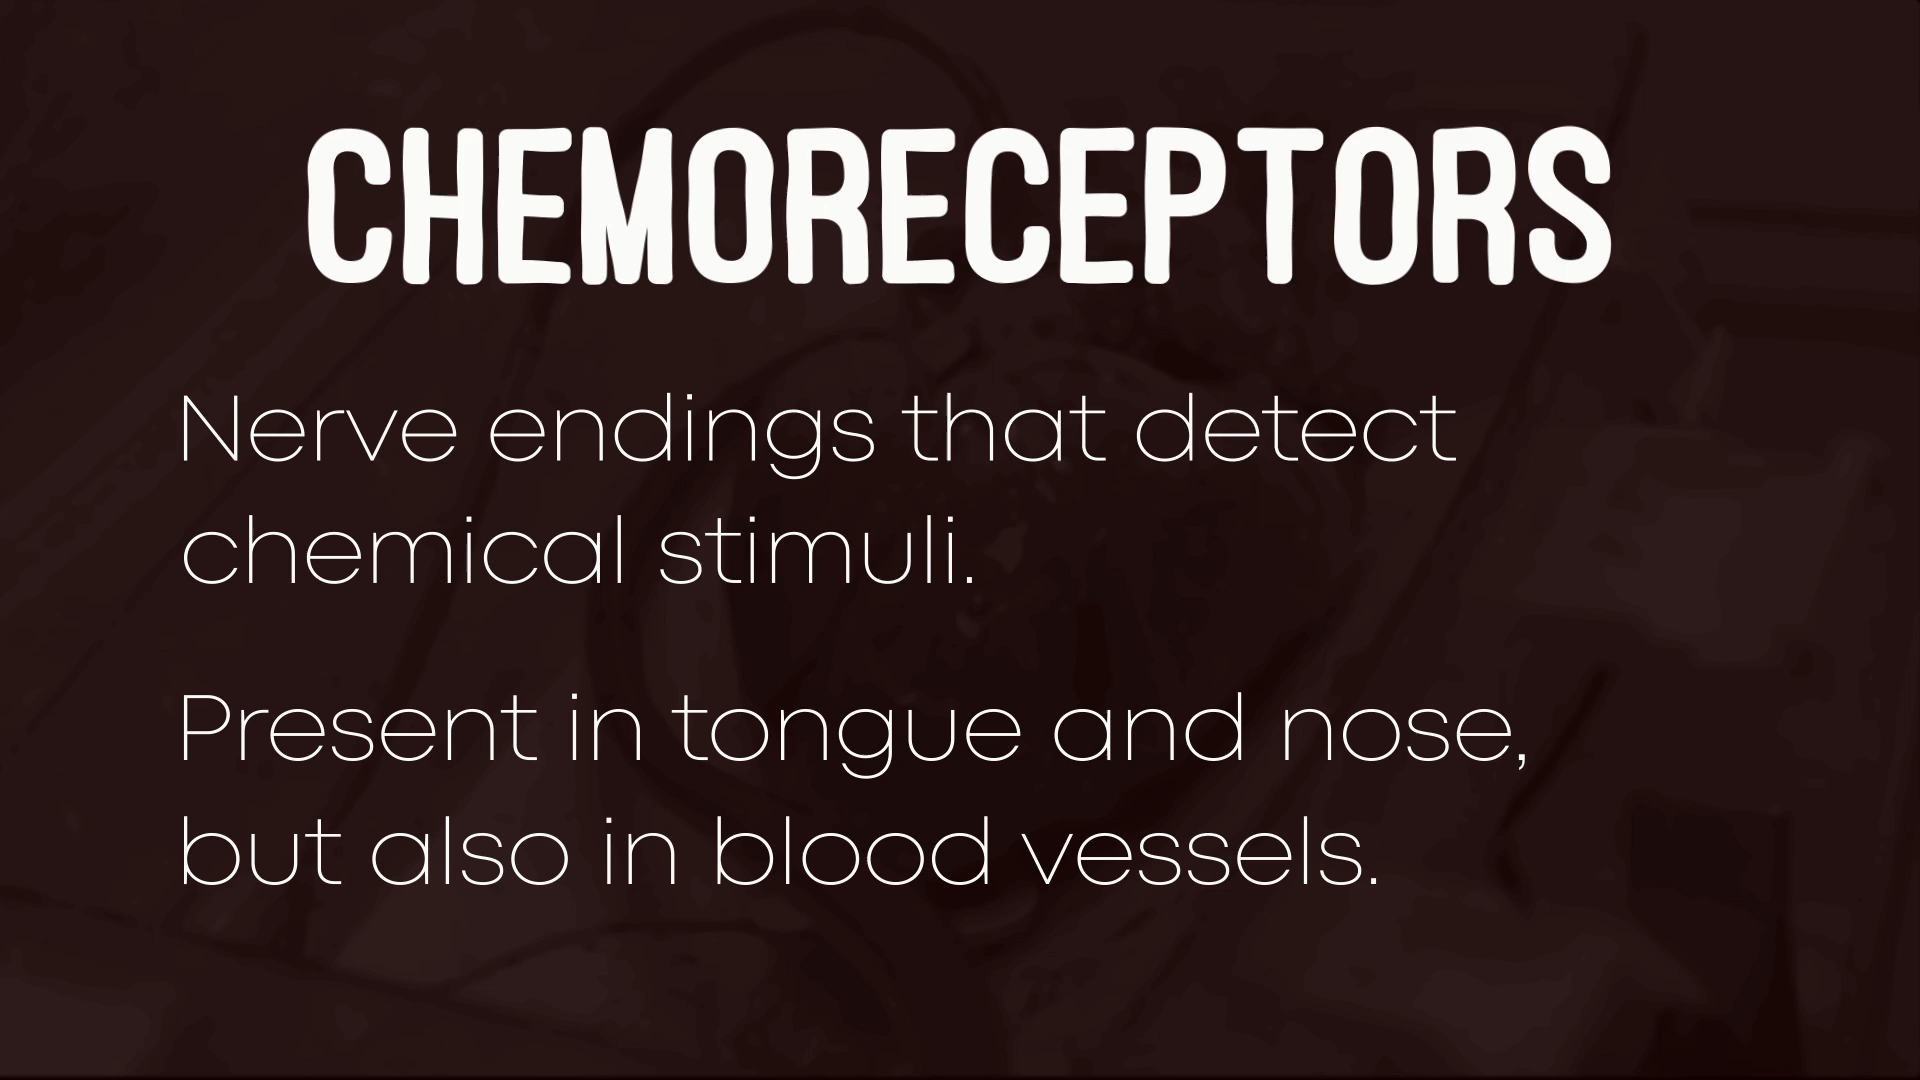 CHEMORECEPTORS
Nerve endings that detect
chemical stimuli.
Present in tongue and nose,
but also in blood vessels.